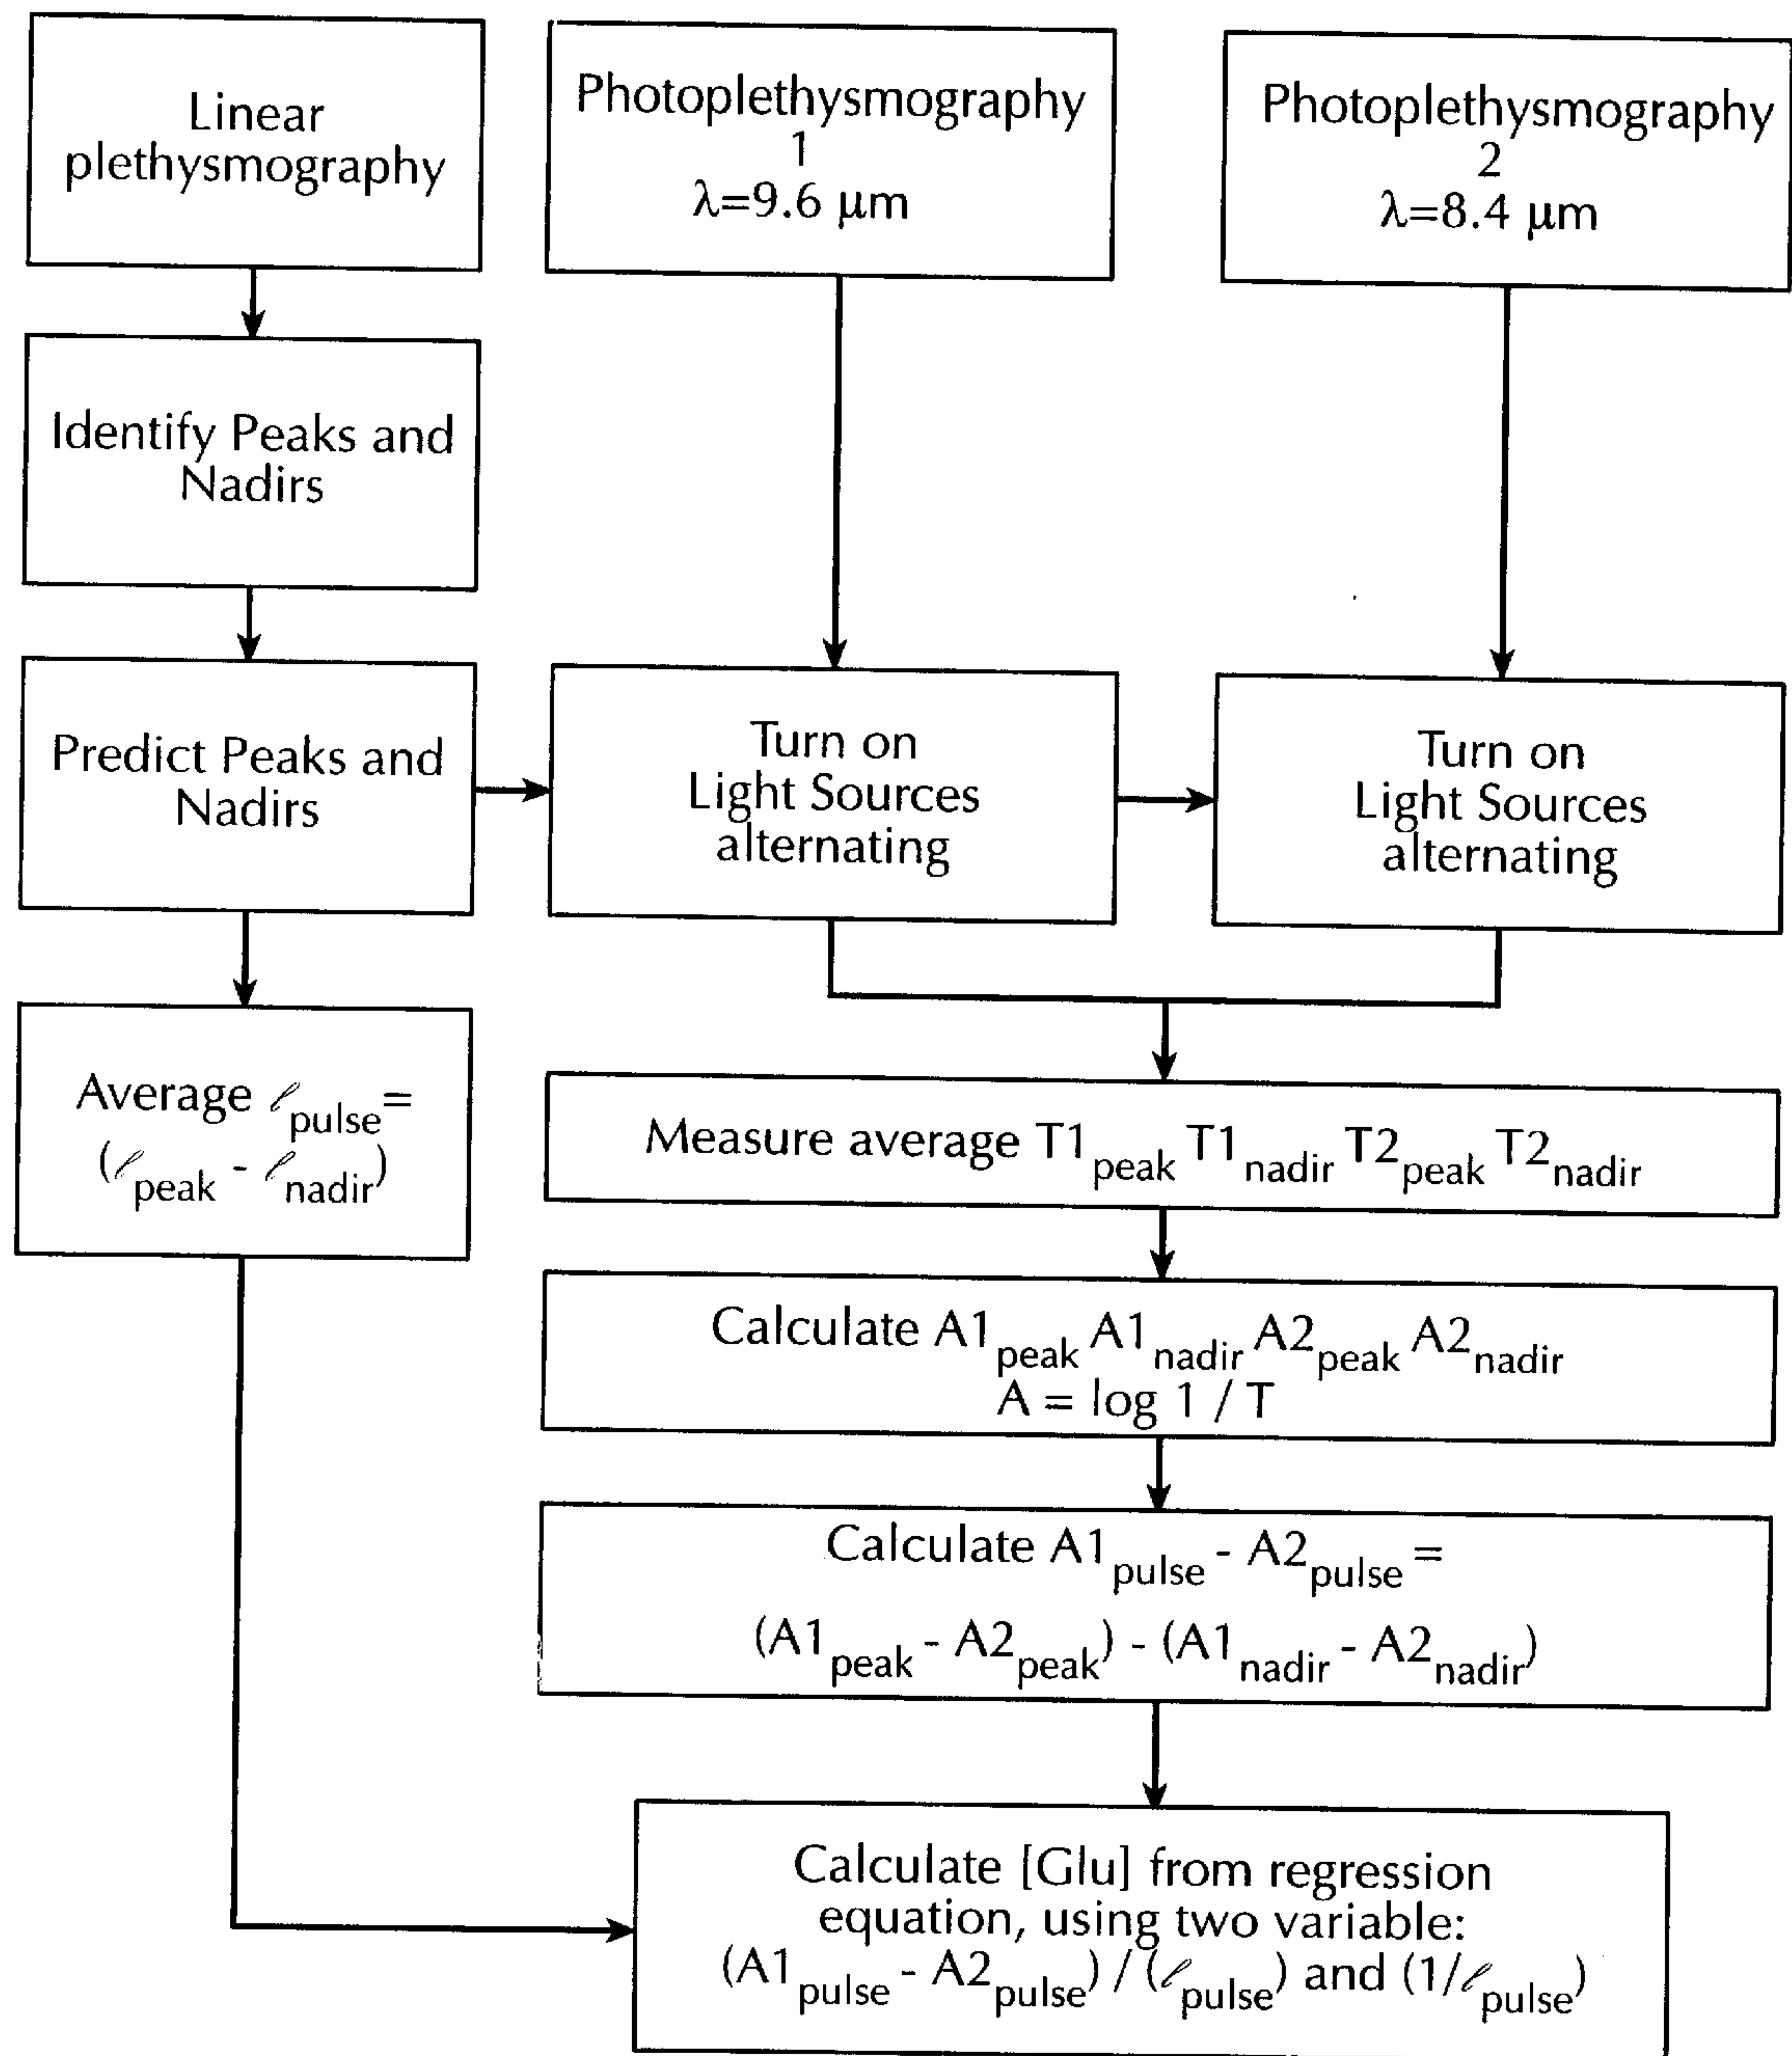 Linear
plethysmography
Photoplethysmography
1
λ=9.6 μm
Photoplethysmography
2
λ=8.4 μm
Identify Peaks and
Nadirs
Predict Peaks and
Nadirs
Turn on
Light Sources
alternating
Turn on
Light Sources
alternating
Average ℓpulse=
(ℓpeak - ℓnadir)
Measure average T1peak T1nadir T2peak T2nadir
Calculate A1peak A1nadir A2peak A2nadir
A = log 1 / T
Calculate A1pulse - A2pulse =
(A1peak - A2peak) - (A1nadir - A2nadir)
Calculate [Glu] from regression
equation, using two variable:
(A1pulse - A2pulse) / (ℓpulse) and (1/ℓpulse)